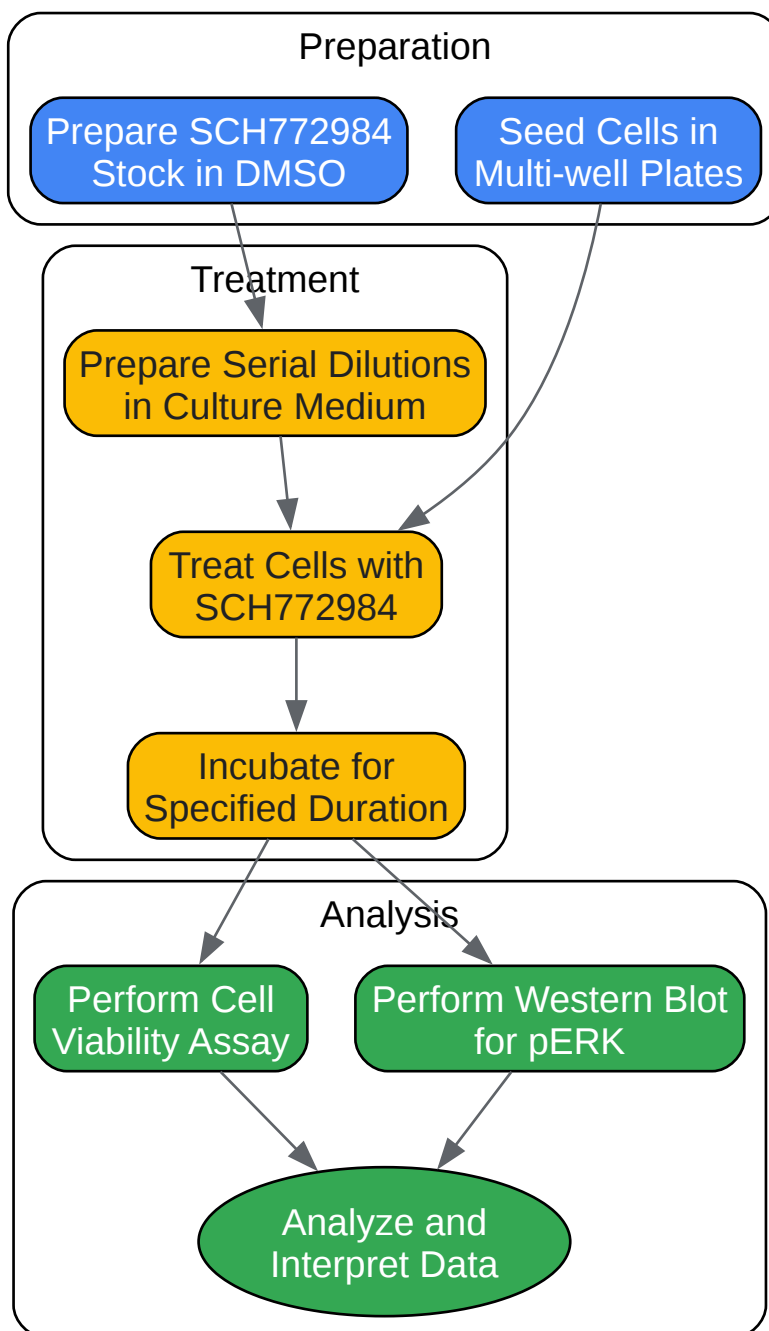 Preparation
Prepare SCH772984
Stock in DMSO
Seed Cells in
Multi-well Plates
Treatment
Prepare Serial Dilutions
in Culture Medium
Treat Cells with
SCH772984
Incubate for
Specified Duration
Analysis
Perform Cell
Viability Assay
Perform Western Blot
for pERK
Analyze and
Interpret Data